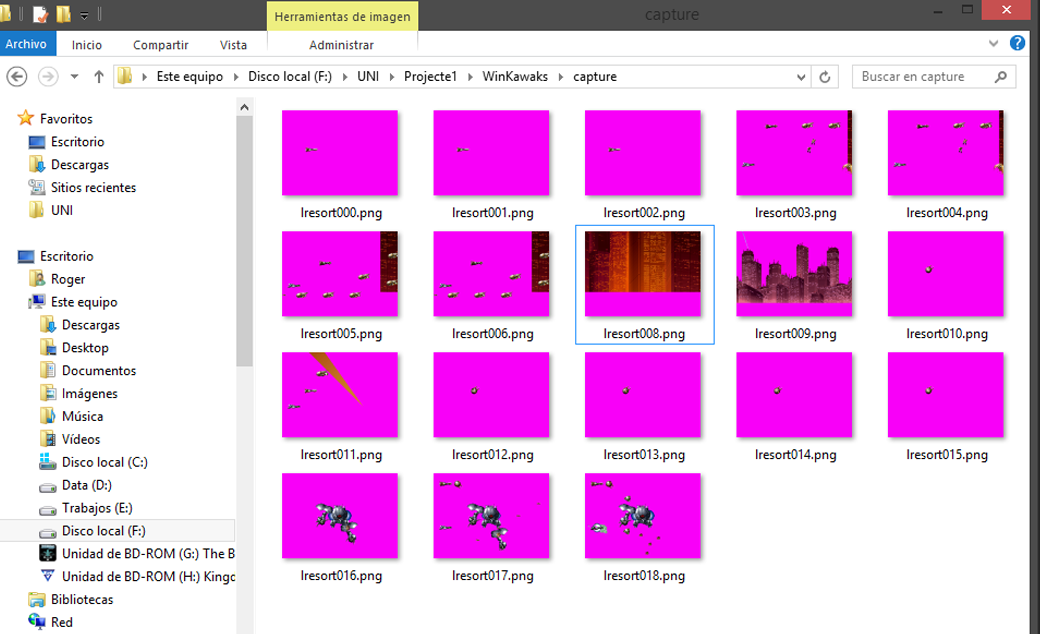 Herramientas de imagen
capture
Archivo
Inicio
Compartir
Vista
Administrar
Este equipo
Disco local (F:)
UNI
Projecte1
WinKawaks
capture
Buscar en capture
Favoritos
Escritorio
Descargas
Sitios recientes
UNI
Escritorio
Roger
Este equipo
Descargas
Desktop
Documentos
Imágenes
Música
Vídeos
Disco local (C:)
Data (D:)
Trabajos (E:)
Disco local (F:)
Unidad de BD-ROM (G:) The B
Unidad de BD-ROM (H:) Kingd
Bibliotecas
Red
lresort000.png
lresort001.png
lresort002.png
lresort003.png
lresort004.png
lresort005.png
lresort006.png
lresort008.png
lresort009.png
lresort010.png
lresort011.png
lresort012.png
lresort013.png
lresort014.png
lresort015.png
lresort016.png
lresort017.png
lresort018.png